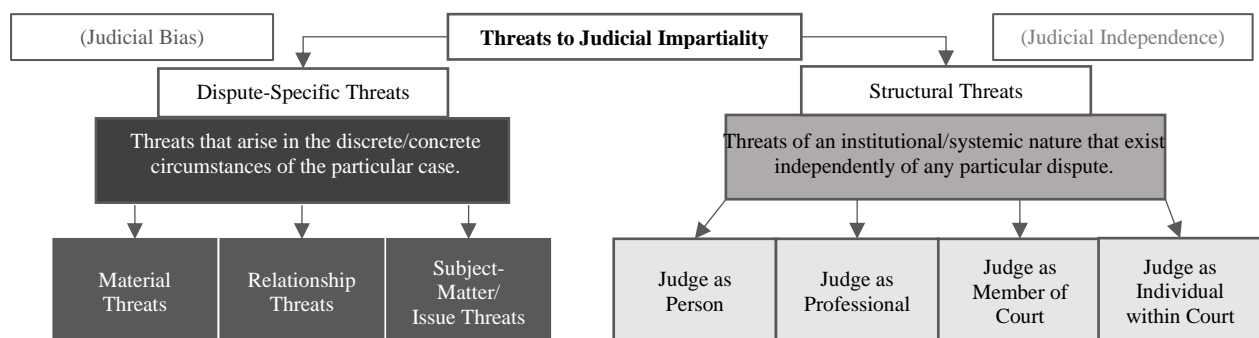 (Judicial Bias)
Threats to Judicial Impartiality
(Judicial Independence)
Dispute-Specific Threats
Structural Threats
Threats that arise in the discrete/concrete
circumstances of the particular case.
Threats of an institutional/systemic nature that exist
independently of any particular dispute.
Material
Threats
Relationship
Threats
Subject-
Matter/
Issue Threats
Judge as
Person
Judge as
Professional
Judge as
Member of
Court
Judge as
Individual
within Court